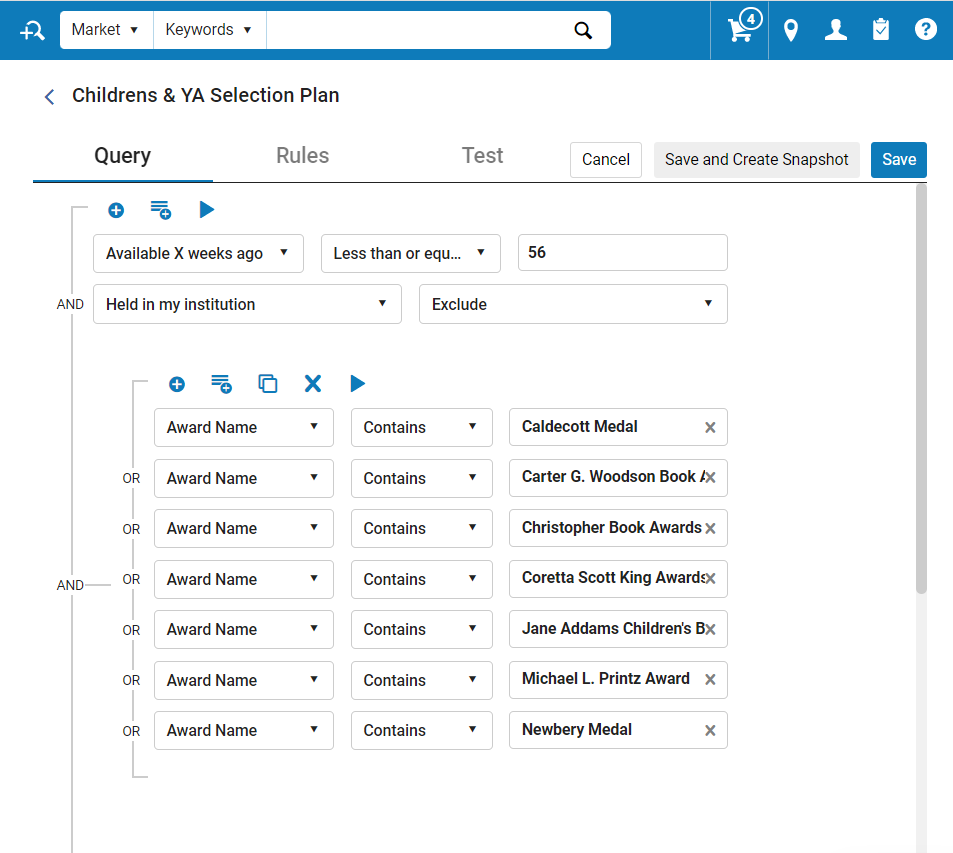 Market Keywords 4 ?
Childrens & YA Selection Plan
Query Rules Test Cancel Save and Create Snapshot Save
Available X weeks ago Less than or equ... 56
AND Held in my institution Exclude
Award Name Contains Caldecott Medal
OR Award Name Contains Carter G. Woodson Book
OR Award Name Contains Christopher Book Awards
OR Award Name Contains Coretta Scott King Awards
AND
OR Award Name Contains Jane Addams Children's B
OR Award Name Contains Michael L. Printz Award
OR Award Name Contains Newbery Medal